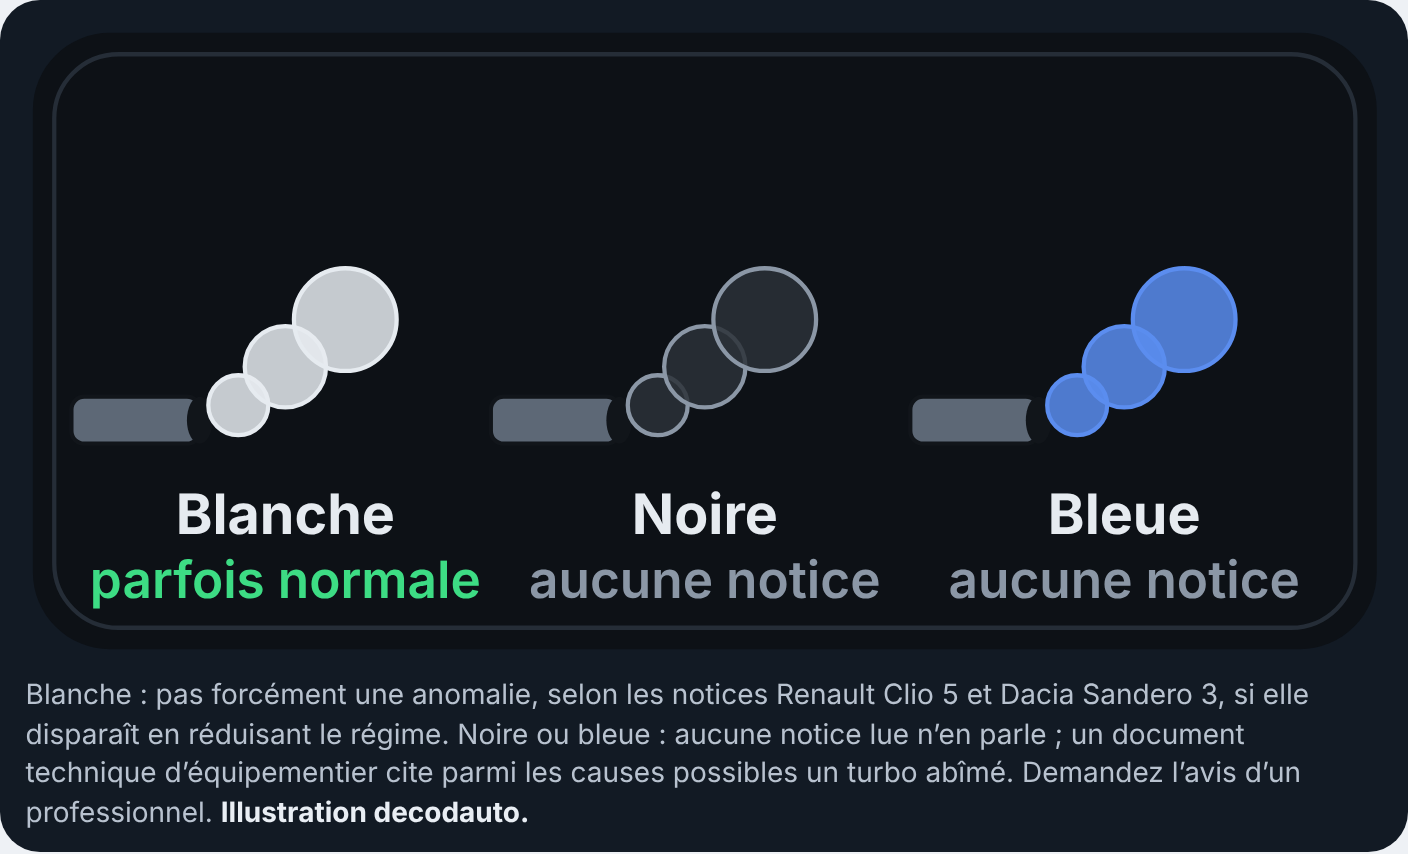 Blanche
Noire
Bleue
parfois normale
aucune notice
aucune notice
Blanche : pas forcément une anomalie, selon les notices Renault Clio 5 et Dacia Sandero 3, si elle
disparaît en réduisant le régime. Noire ou bleue : aucune notice lue n’en parle ; un document
technique d’équipementier cite parmi les causes possibles un turbo abîmé. Demandez l’avis d’un
professionnel. Illustration decodauto.